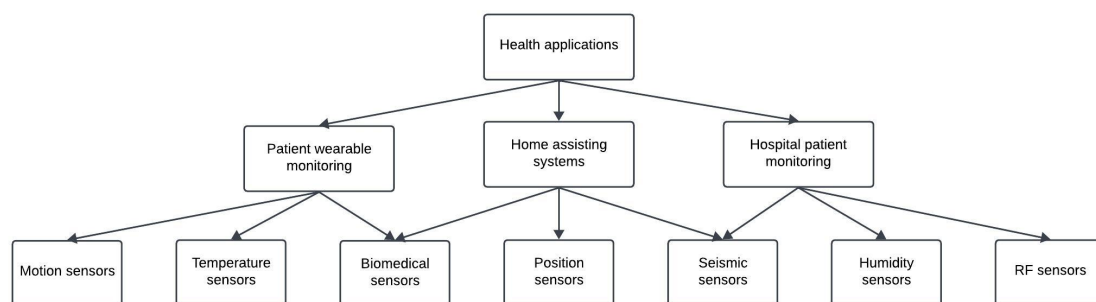 Health applications
Patient wearable
monitoring
Home assisting
systems
Hospital patient
monitoring
Motion sensors
Temperature
sensors
Biomedical
sensors
Position
sensors
Seismic
sensors
Humidity
sensors
RF sensors